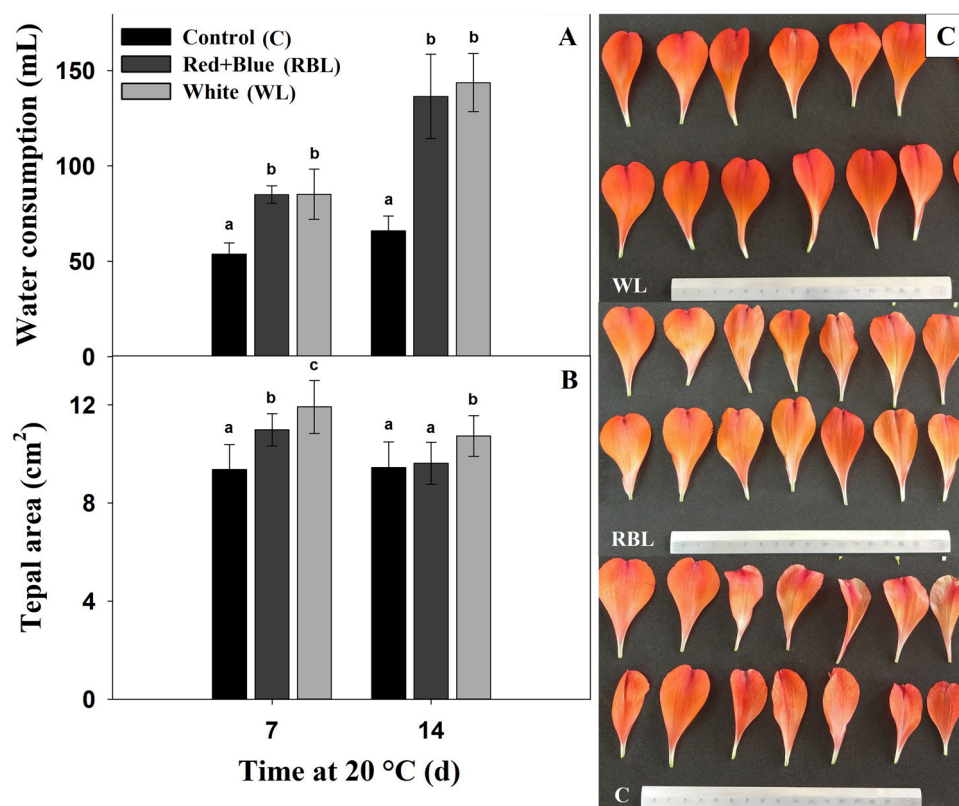 A
Control (C)
Red+Blue (RBL)
White (WL)
Water consumption (mL)
150
100
50
0
a
b
b
a
b
b
B
Tepal area (cm²)
12
8
4
0
a
b
c
a
a
b
7
14
Time at 20 °C (d)
C
WL
RBL
C